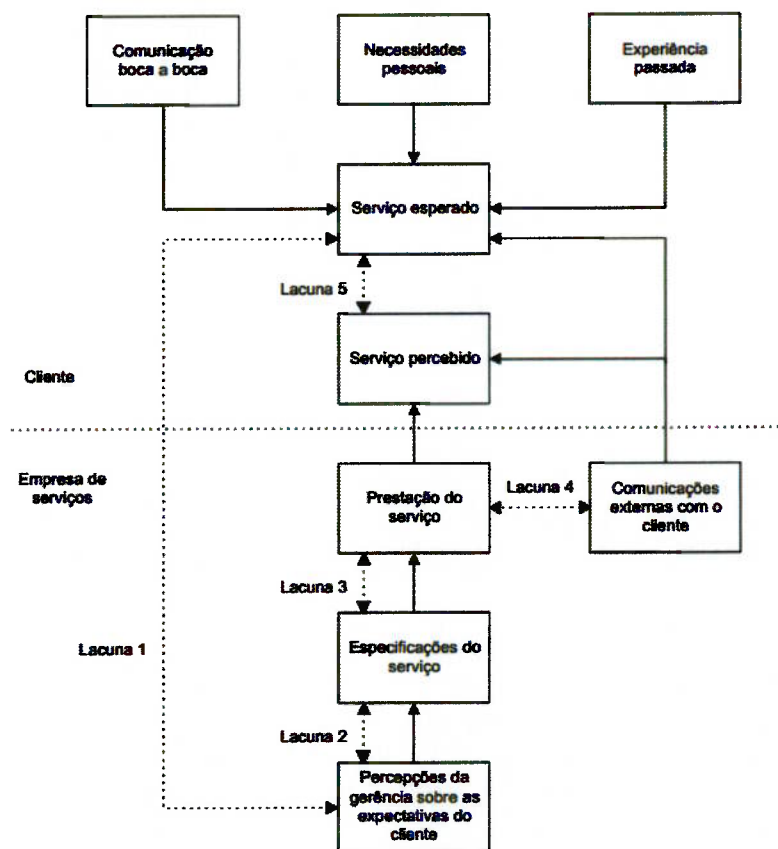 Comunicação
boca a boca
Necessidades
pessoais
Experiência
passada
Serviço esperado
Lacuna 5
Serviço percebido
Cliente
Empresa de
serviços
Prestação do
serviço
Lacuna 4
Comunicações
externas com o
cliente
Lacuna 3
Especificações do
serviço
Lacuna 1
Lacuna 2
Percepções da
gerência sobre as
expectativas do
cliente